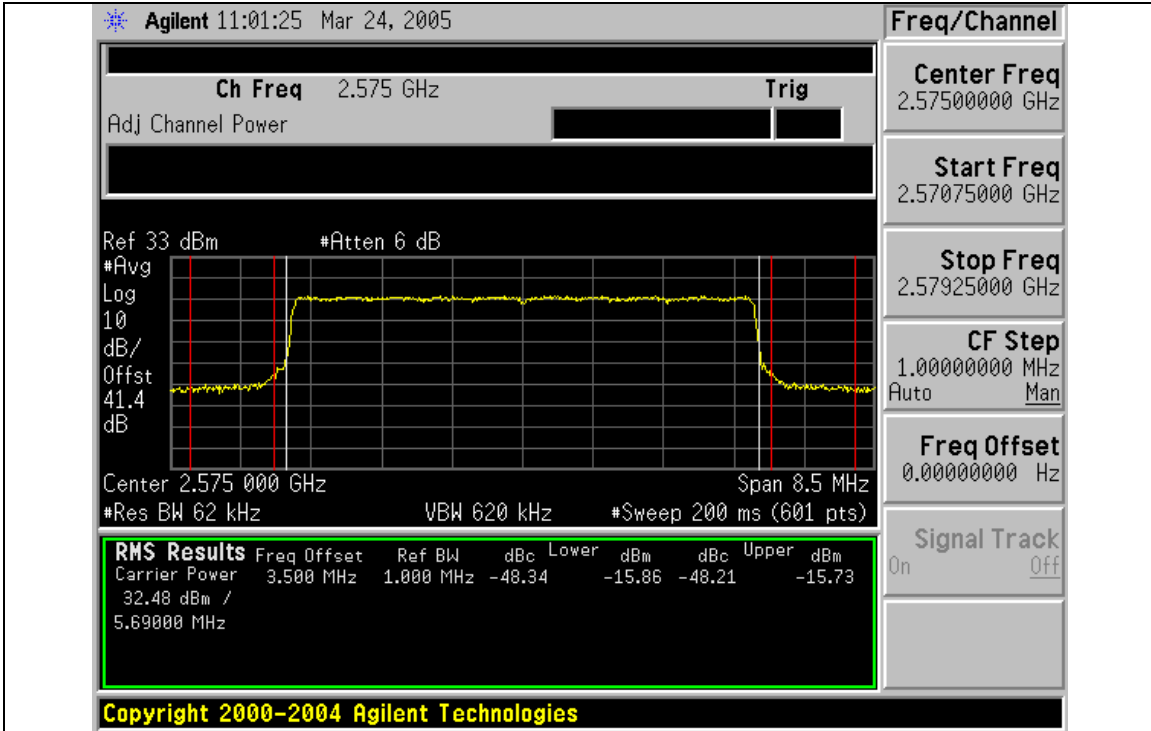 Agilent 11:01:25 Mar 24, 2005
Freq/Channel
Ch Freq 2.575 GHz Trig
Adj Channel Power
Center Freq
2.57500000 GHz
Start Freq
2.57075000 GHz
Stop Freq
2.57925000 GHz
CF Step
1.00000000 MHz
Auto Man
Freq Offset
0.00000000 Hz
Signal Track
On Off
Ref 33 dBm #Atten 6 dB
#Avg
Log
10
dB/
Offst
41.4
dB
Center 2.575 000 GHz Span 8.5 MHz
#Res BW 62 kHz VBW 620 kHz #Sweep 200 ms (601 pts)
RMS Results Freq Offset Ref BW dBc Lower dBm dBc Upper dBm
Carrier Power 3.500 MHz 1.000 MHz -48.34 -15.86 -48.21 -15.73
32.48 dBm /
5.69000 MHz
Copyright 2000-2004 Agilent Technologies